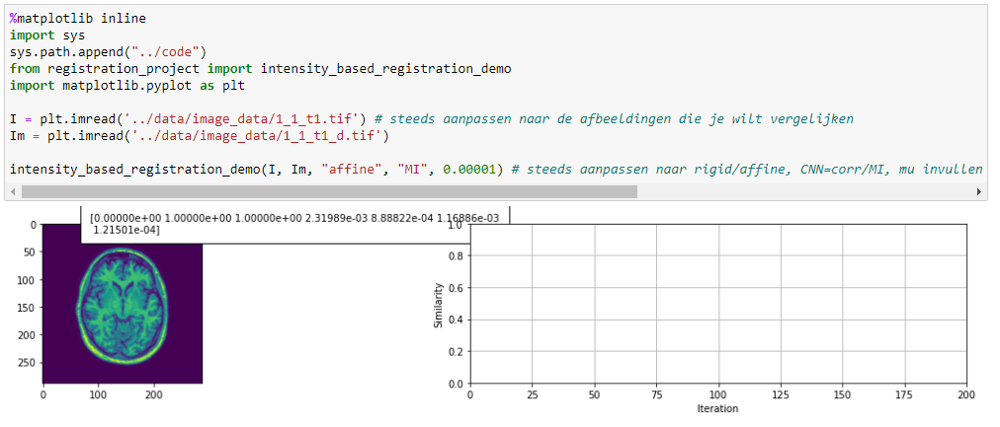 %matplotlib inline
import sys
sys.path.append("../code")
from registration_project import intensity_based_registration_demo
import matplotlib.pyplot as plt
I = plt.imread('../data/image_data/1_1_t1.tif') # steeds aanpassen naar de afbeeldingen die je wilt vergelijken
Im = plt.imread('../data/image_data/1_1_t1_d.tif')
intensity_based_registration_demo(I, Im, "affine", "MI", 0.00001) # steeds aanpassen naar rigid/affine, CNN=corr/MI, mu invullen
[0.00000e+00 1.00000e+00 1.00000e+00 2.31989e-03 8.88822e-04 1.16886e-03
1.21501e-04]
0
50
100
150
200
250
0 100 200
1.0
0.8
0.6
0.4
0.2
0.0
Similarity
0 25 50 75 100 125 150 175 200
Iteration